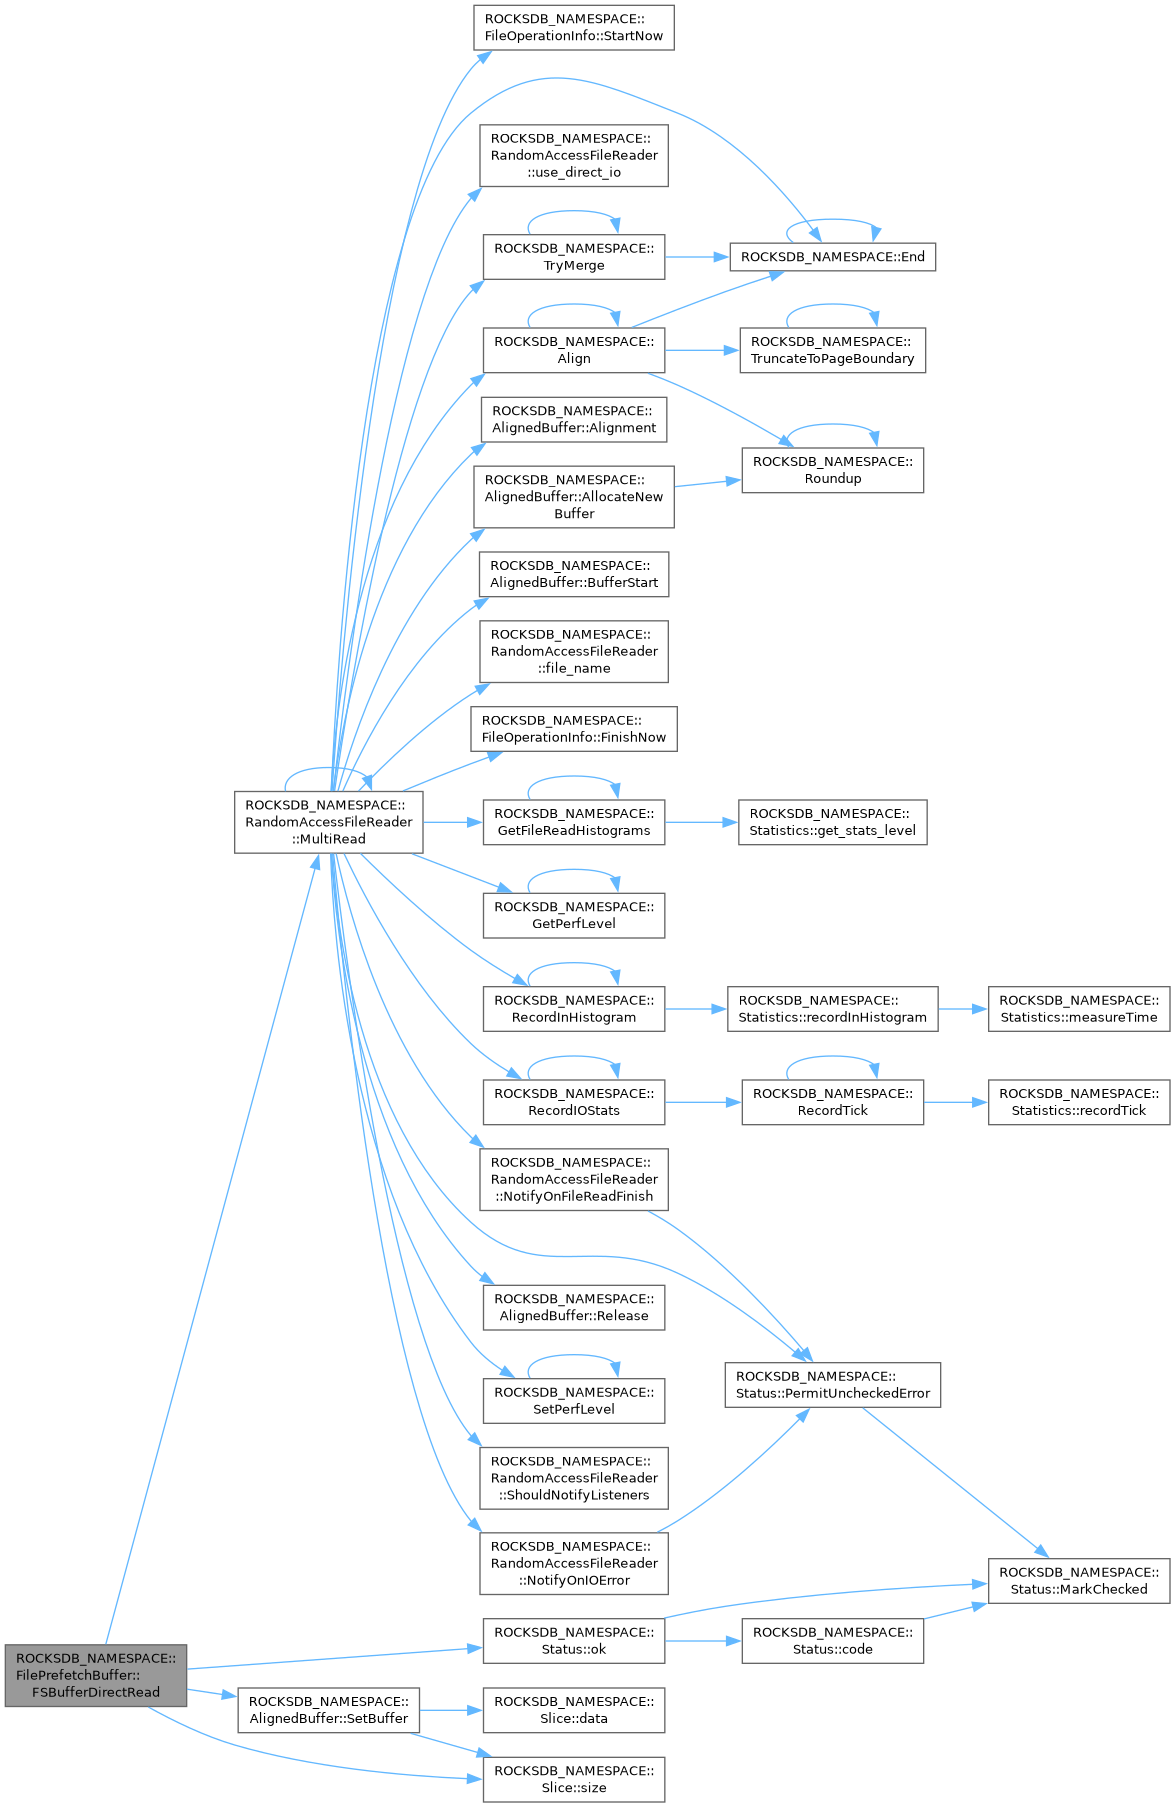 ROCKSDB_NAMESPACE::
FileOperationInfo::StartNow
ROCKSDB_NAMESPACE::
RandomAccessFileReader
::use_direct_io
ROCKSDB_NAMESPACE::
TryMerge
ROCKSDB_NAMESPACE::End
ROCKSDB_NAMESPACE::
Align
ROCKSDB_NAMESPACE::
TruncateToPageBoundary
ROCKSDB_NAMESPACE::
AlignedBuffer::Alignment
ROCKSDB_NAMESPACE::
AlignedBuffer::AllocateNew
Buffer
ROCKSDB_NAMESPACE::
Roundup
ROCKSDB_NAMESPACE::
AlignedBuffer::BufferStart
ROCKSDB_NAMESPACE::
RandomAccessFileReader
::file_name
ROCKSDB_NAMESPACE::
FileOperationInfo::FinishNow
ROCKSDB_NAMESPACE::
RandomAccessFileReader
::MultiRead
ROCKSDB_NAMESPACE::
GetFileReadHistograms
ROCKSDB_NAMESPACE::
Statistics::get_stats_level
ROCKSDB_NAMESPACE::
GetPerfLevel
ROCKSDB_NAMESPACE::
RecordInHistogram
ROCKSDB_NAMESPACE::
Statistics::recordInHistogram
ROCKSDB_NAMESPACE::
Statistics::measureTime
ROCKSDB_NAMESPACE::
RecordIOStats
ROCKSDB_NAMESPACE::
RecordTick
ROCKSDB_NAMESPACE::
Statistics::recordTick
ROCKSDB_NAMESPACE::
RandomAccessFileReader
::NotifyOnFileReadFinish
ROCKSDB_NAMESPACE::
AlignedBuffer::Release
ROCKSDB_NAMESPACE::
SetPerfLevel
ROCKSDB_NAMESPACE::
Status::PermitUncheckedError
ROCKSDB_NAMESPACE::
RandomAccessFileReader
::ShouldNotifyListeners
ROCKSDB_NAMESPACE::
RandomAccessFileReader
::NotifyOnIOError
ROCKSDB_NAMESPACE::
Status::MarkChecked
ROCKSDB_NAMESPACE::
FilePrefetchBuffer::
FSBufferDirectRead
ROCKSDB_NAMESPACE::
Status::ok
ROCKSDB_NAMESPACE::
Status::code
ROCKSDB_NAMESPACE::
AlignedBuffer::SetBuffer
ROCKSDB_NAMESPACE::
Slice::data
ROCKSDB_NAMESPACE::
Slice::size